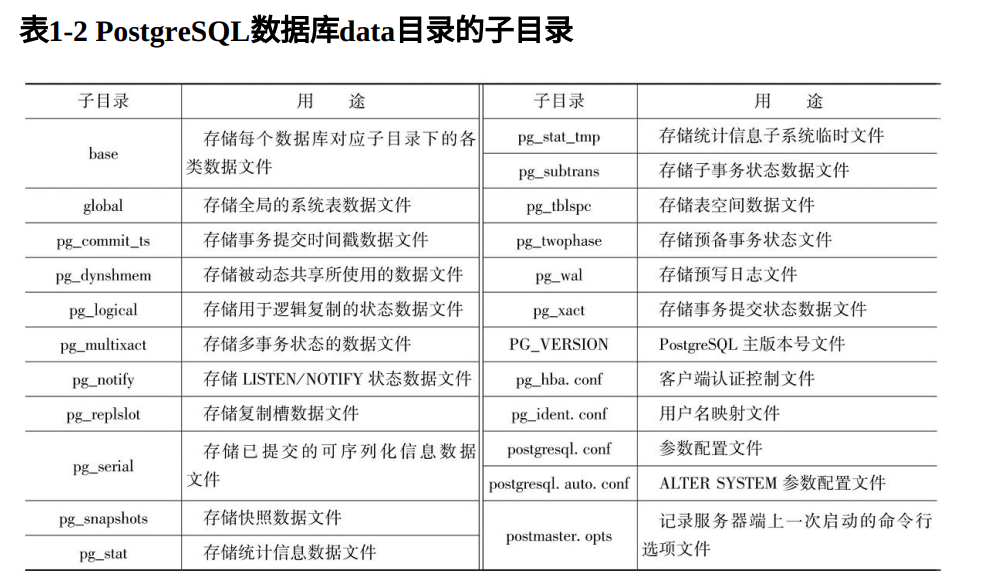 表1-2 PostgreSQL数据库data目录的子目录
子目录 用 途
base 存储每个数据库对应子目录下的各
类数据文件
global 存储全局的系统表数据文件
pg_commit_ts 存储事务提交时间戳数据文件
pg_dynshmem 存储被动态共享所使用的数据文件
pg_logical 存储用于逻辑复制的状态数据文件
pg_multixact 存储多事务状态的数据文件
pg_notify 存储 LISTEN/NOTIFY 状态数据文件
pg_replslot 存储复制槽数据文件
pg_serial 存储已提交的可序列化信息数据
文件
pg_snapshots 存储快照数据文件
pg_stat 存储统计信息数据文件
子目录 用 途
pg_stat_tmp 存储统计信息子系统临时文件
pg_subtrans 存储子事务状态数据文件
pg_tblspc 存储表空间数据文件
pg_twophase 存储预备事务状态文件
pg_wal 存储预写日志文件
pg_xact 存储事务提交状态数据文件
PG_VERSION PostgreSQL 主版本号文件
pg_hba. conf 客户端认证控制文件
pg_ident. conf 用户名映射文件
postgresql. conf 参数配置文件
postgresql. auto. conf ALTER SYSTEM 参数配置文件
postmaster. opts 记录服务器端上一次启动的命令行
选项文件